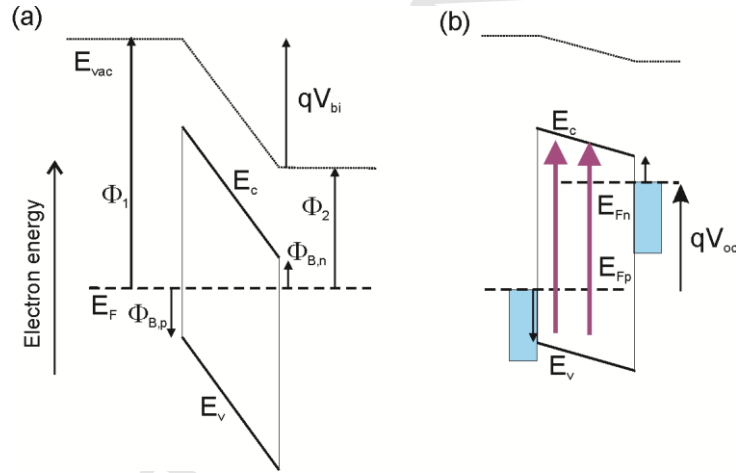 (a)
E_vac
qV_bi
E_c
Φ_1
Φ_2
Φ_B,n
E_F
Φ_B,p
E_v
Electron energy
(b)
E_c
E_Fn
qV_oc
E_Fp
E_v